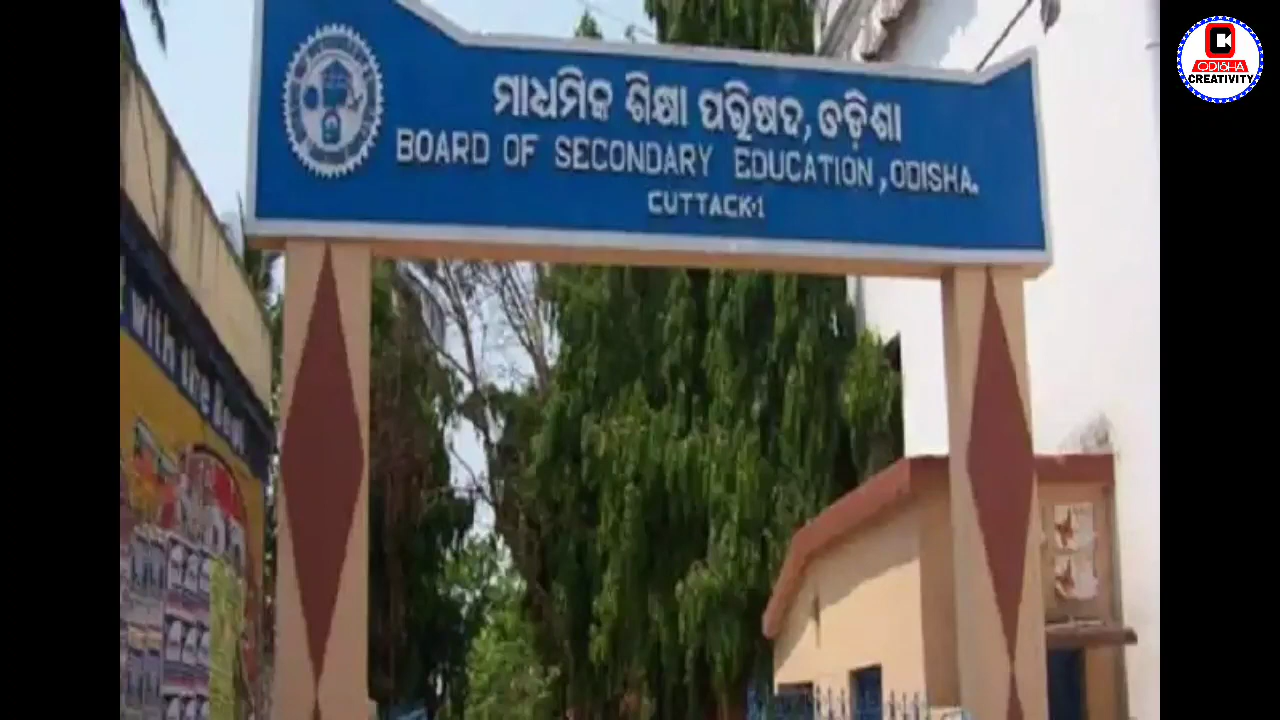 ମାଧ୍ୟମିକ ଶିକ୍ଷା ପରିଷଦ, ଓଡ଼ିଶା
BOARD OF SECONDARY EDUCATION, ODISHA.
CUTTACK-1
with the
ODISHA
CREATIVITY